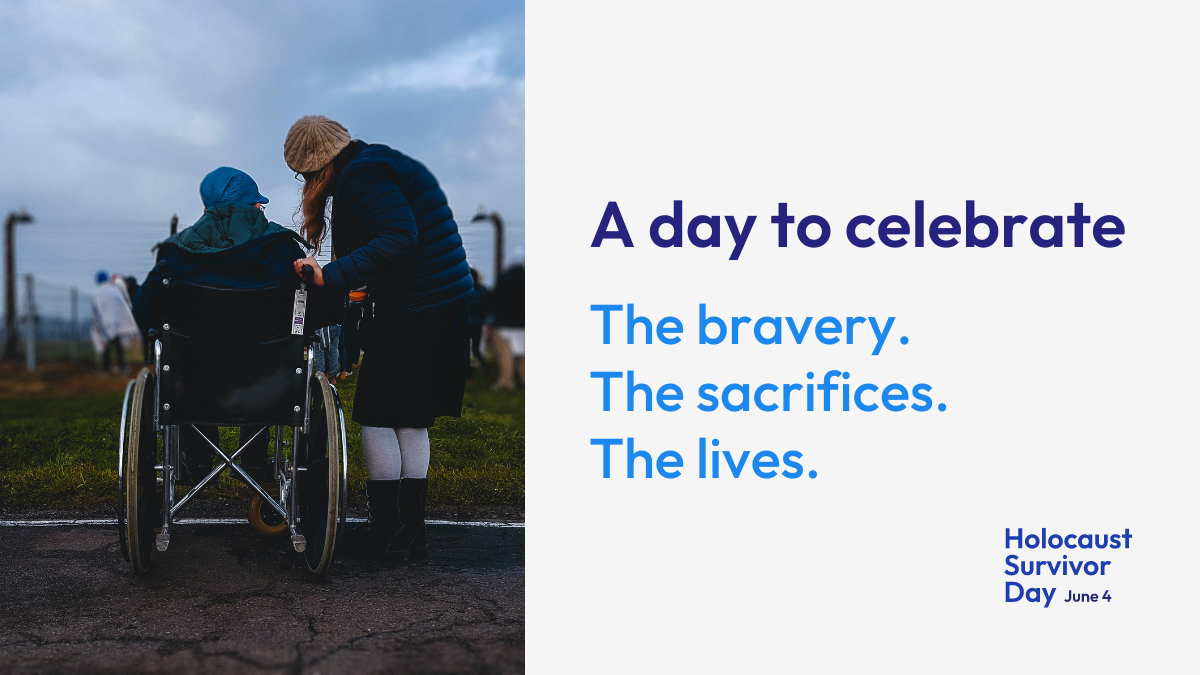 A day to celebrate
The bravery.
The sacrifices.
The lives.
Holocaust
Survivor
Day June 4